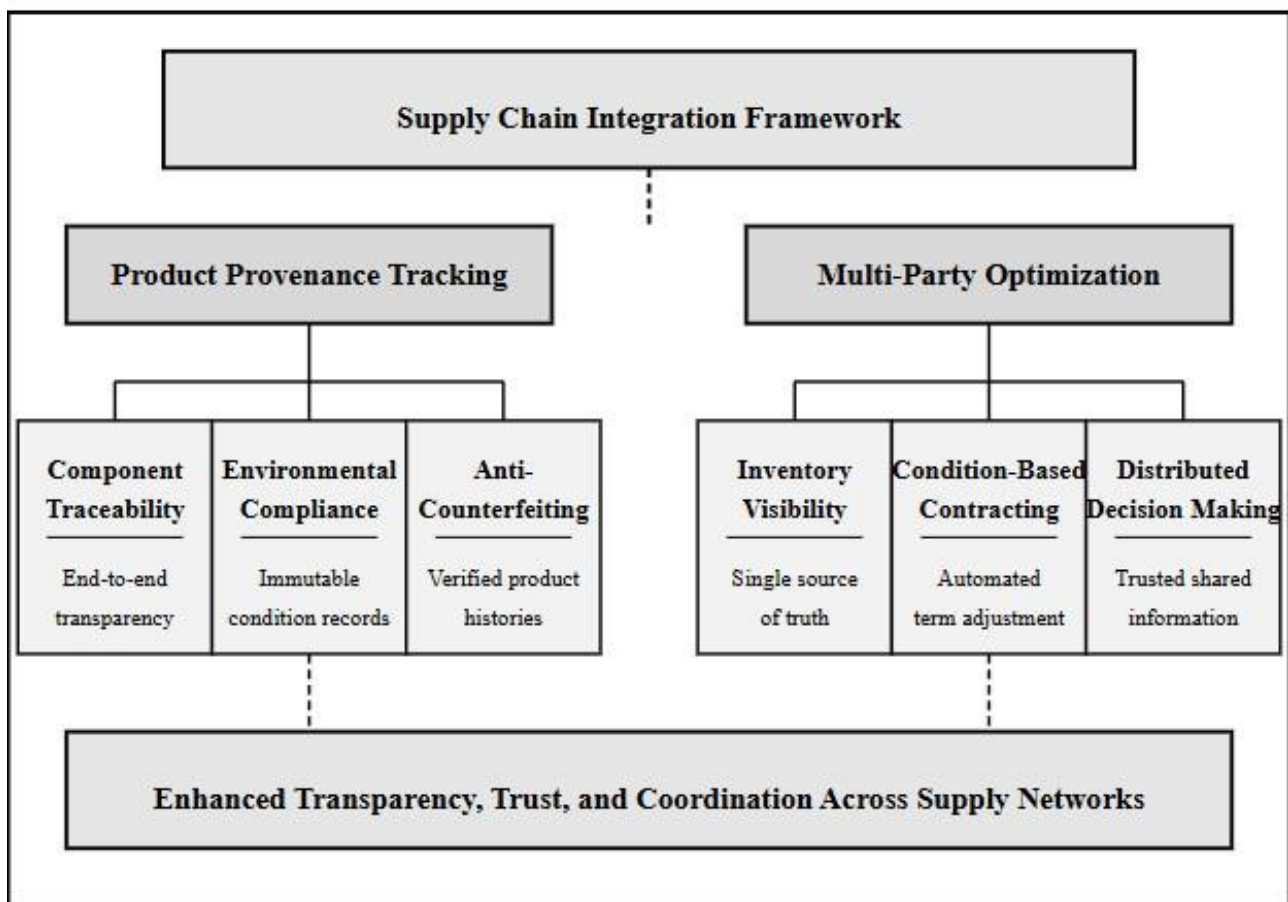 Supply Chain Integration Framework
Product Provenance Tracking
Multi-Party Optimization
Component
Traceability
End-to-end
transparency
Environmental
Compliance
Immutable
condition records
Anti-
Counterfeiting
Verified product
histories
Inventory
Visibility
Single source
of truth
Condition-Based
Contracting
Automated
term adjustment
Distributed
Decision Making
Trusted shared
information
Enhanced Transparency, Trust, and Coordination Across Supply Networks